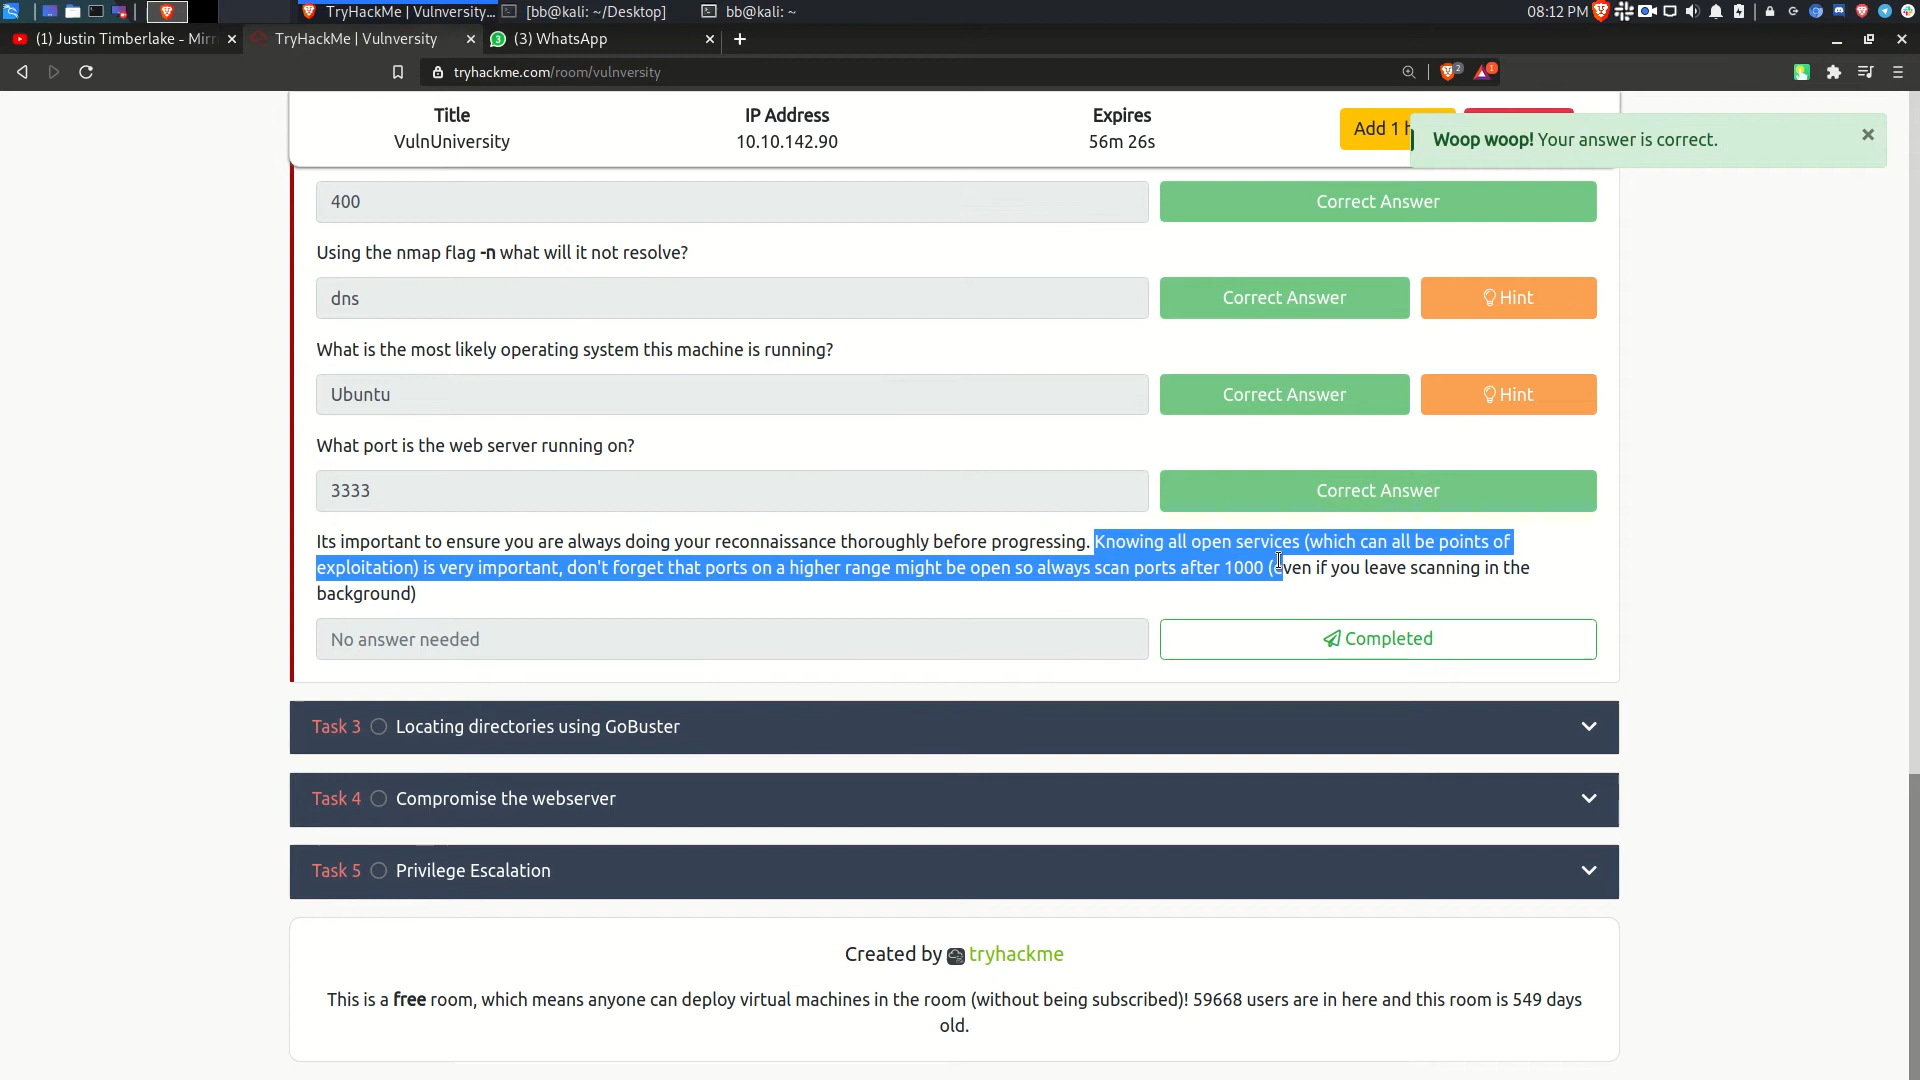 TryHackMe | Vulnversity...
[bb@kali: ~/Desktop]
bb@kali: ~
08:12 PM
(1) Justin Timberlake - Mirr
TryHackMe | Vulnversity
(3) WhatsApp
tryhackme.com/room/vulnversity
2
1
Title
IP Address
Expires
VulnUniversity
10.10.142.90
56m 26s
Add 1 h
Woop woop! Your answer is correct.
400
Correct Answer
Using the nmap flag -n what will it not resolve?
dns
Correct Answer
Hint
What is the most likely operating system this machine is running?
Ubuntu
Correct Answer
Hint
What port is the web server running on?
3333
Correct Answer
Its important to ensure you are always doing your reconnaissance thoroughly before progressing. Knowing all open services (which can all be points of
exploitation) is very important, don't forget that ports on a higher range might be open so always scan ports after 1000 (even if you leave scanning in the
background)
No answer needed
Completed
Task 3 Locating directories using GoBuster
Task 4 Compromise the webserver
Task 5 Privilege Escalation
Created by tryhackme
This is a free room, which means anyone can deploy virtual machines in the room (without being subscribed)! 59668 users are in here and this room is 549 days
old.